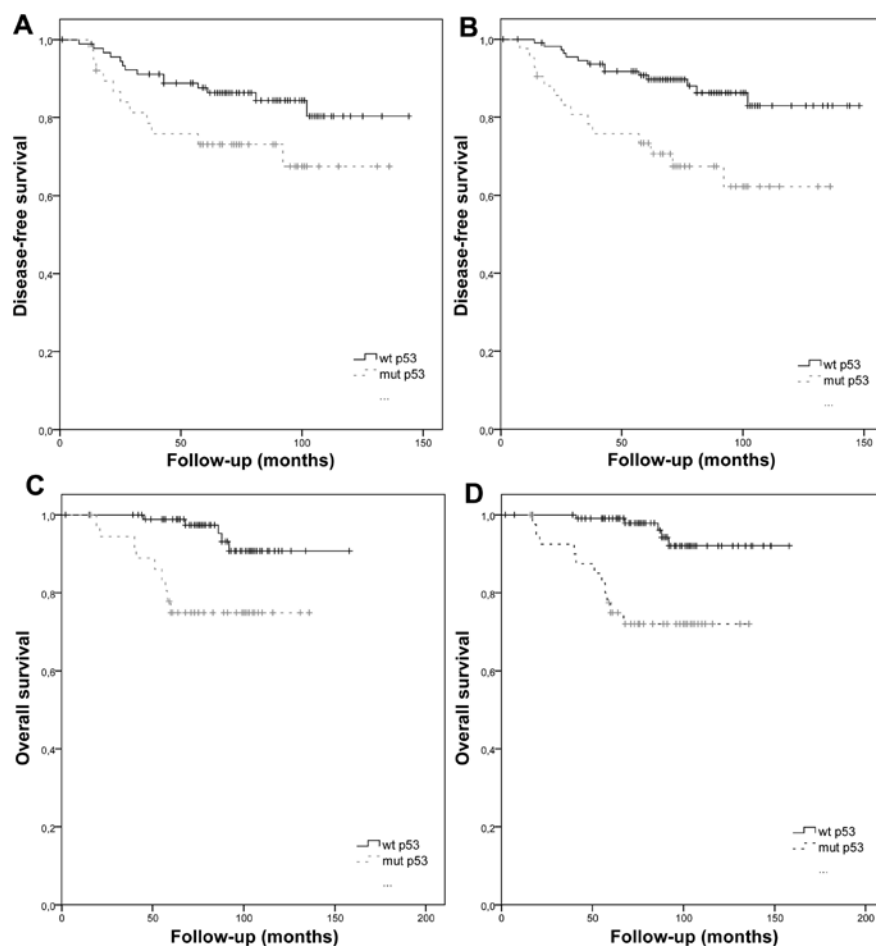 A
Disease-free survival
1,0
0,8
0,6
0,4
0,2
0,0
wt p53
mut p53
....
0
50
100
150
Follow-up (months)
B
Disease-free survival
1,0
0,8
0,6
0,4
0,2
0,0
wt p53
mut p53
...
0
50
100
150
Follow-up (months)
C
Overall survival
1,0
0,8
0,6
0,4
0,2
0,0
wt p53
mut p53
...
0
50
100
150
200
Follow-up (months)
D
Overall survival
1,0
0,8
0,6
0,4
0,2
0,0
wt p53
mut p53
....
0
50
100
150
200
Follow-up (months)